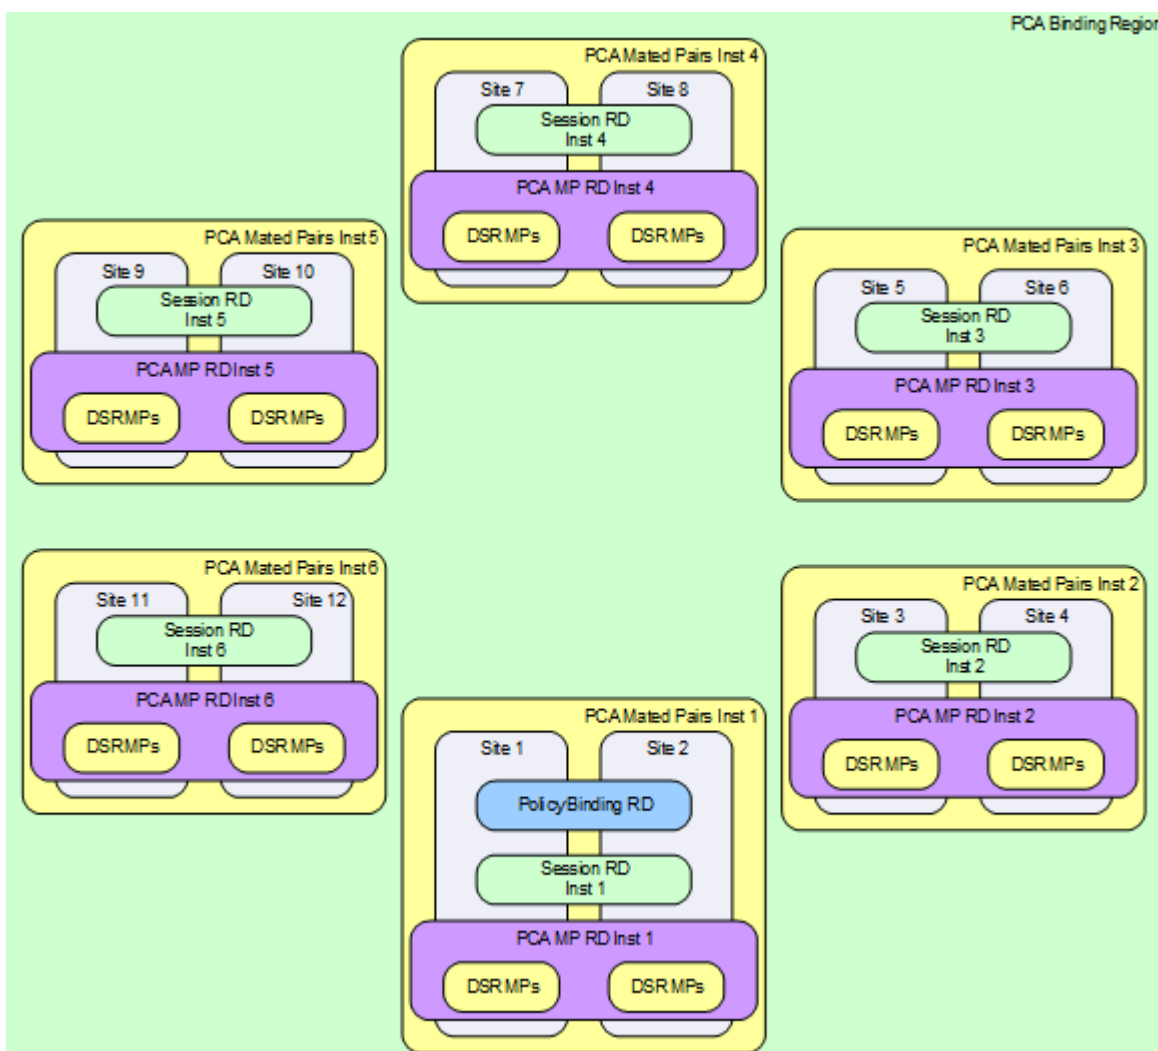 PCA Binding Region
PCA Mated Pairs Inst 4
Site 7
Site 8
Session RD
Inst 4
PCA MP RD Inst 4
DSR MPs
DSR MPs
PCA Mated Pairs Inst 5
Site 9
Site 10
Session RD
Inst 5
PCA MP RD Inst 5
DSR MPs
DSR MPs
PCA Mated Pairs Inst 3
Site 5
Site 6
Session RD
Inst 3
PCA MP RD Inst 3
DSR MPs
DSR MPs
PCA Mated Pairs Inst 6
Site 11
Site 12
Session RD
Inst 6
PCA MP RD Inst 6
DSR MPs
DSR MPs
PCA Mated Pairs Inst 2
Site 3
Site 4
Session RD
Inst 2
PCA MP RD Inst 2
DSR MPs
DSR MPs
PCA Mated Pairs Inst 1
Site 1
Site 2
Policy Binding RD
Session RD
Inst 1
PCA MP RD Inst 1
DSR MPs
DSR MPs